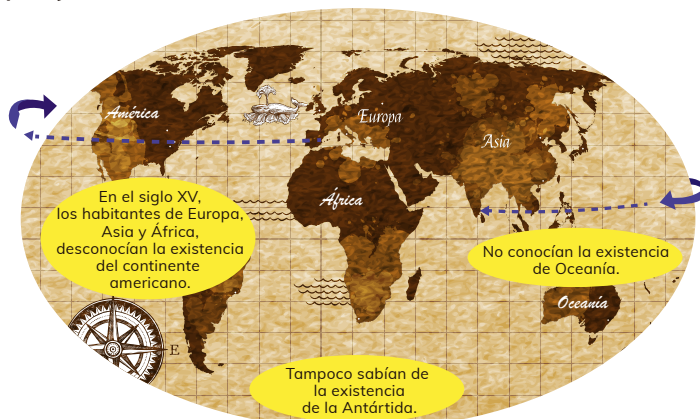 América
Europa
Asia
África
En el siglo XV,
los habitantes de Europa,
Asia y África,
desconocían la existencia
del continente
americano.
No conocían la existencia
de Oceanía.
Oceanía
E
Tampoco sabían de
la existencia
de la Antártida.